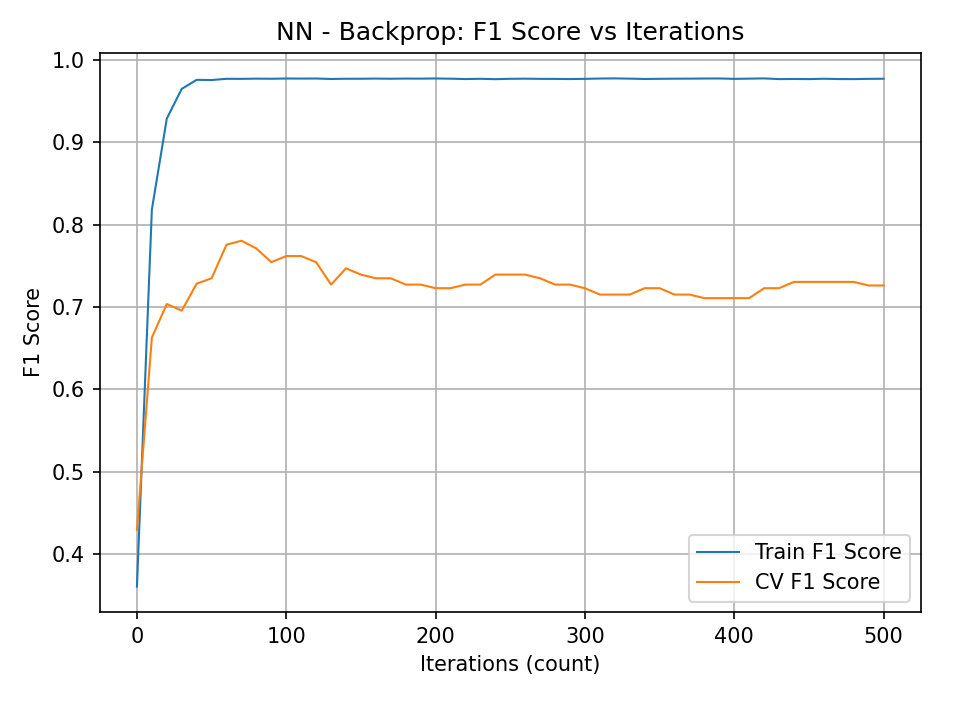 NN - Backprop: F1 Score vs Iterations
1.0
0.9
0.8
0.7
0.6
0.5
0.4
F1 Score
0 100 200 300 400 500
Iterations (count)
Train F1 Score
CV F1 Score